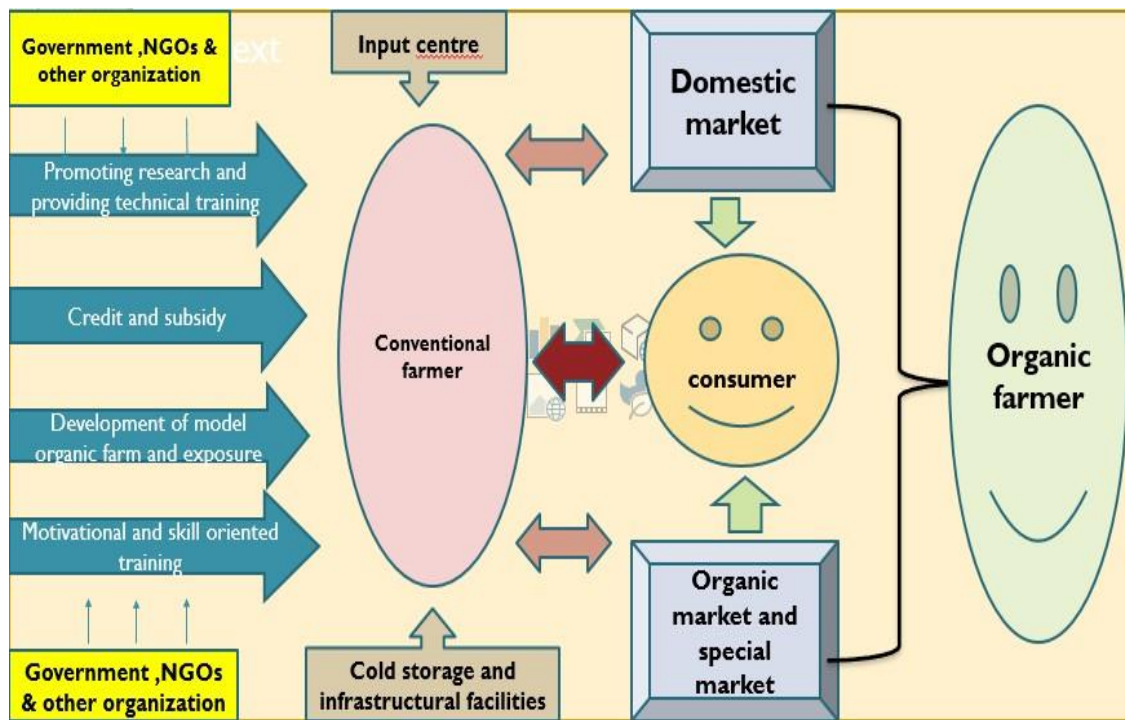 Government ,NGOs &
other organization
ext
Input centre
Domestic
market
Promoting research and
providing technical training
Credit and subsidy
Conventional
farmer
consumer
Organic
farmer
Development of model
organic farm and exposure
Motivational and skill oriented
training
Organic
market and
special
market
Government ,NGOs
& other organization
Cold storage and
infrastructural facilities